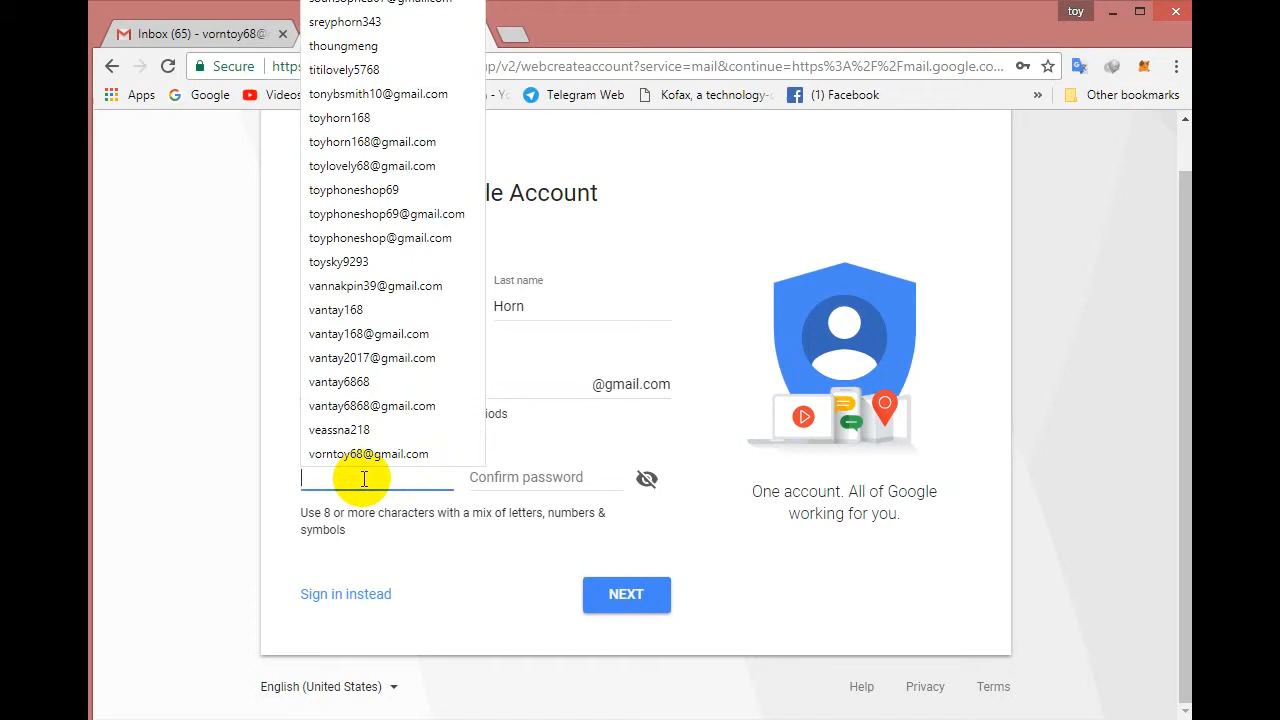 sreyphorn343
toy
Inbox (65) - vorntoy68@
thoungmeng
Secure
https
up/v2/webcreateaccount?service=mail&continue=https%3A%2F%2Fmail.google.co...
titilovely5768
Apps
Google
Videos
tonybsmith10@gmail.com
Telegram Web
Kofax, a technology-c
(1) Facebook
»
Other bookmarks
toyhorn168
toyhorn168@gmail.com
toylovely68@gmail.com
toyphoneshop69
le Account
toyphoneshop69@gmail.com
toyphoneshop@gmail.com
toysky9293
vannakpin39@gmail.com
Last name
vantay168
Horn
vantay168@gmail.com
vantay2017@gmail.com
vantay6868
@gmail.com
vantay6868@gmail.com
iods
veassna218
vorntoy68@gmail.com
Confirm password
Use 8 or more characters with a mix of letters, numbers &
symbols
One account. All of Google
working for you.
Sign in instead
NEXT
English (United States)
Help
Privacy
Terms